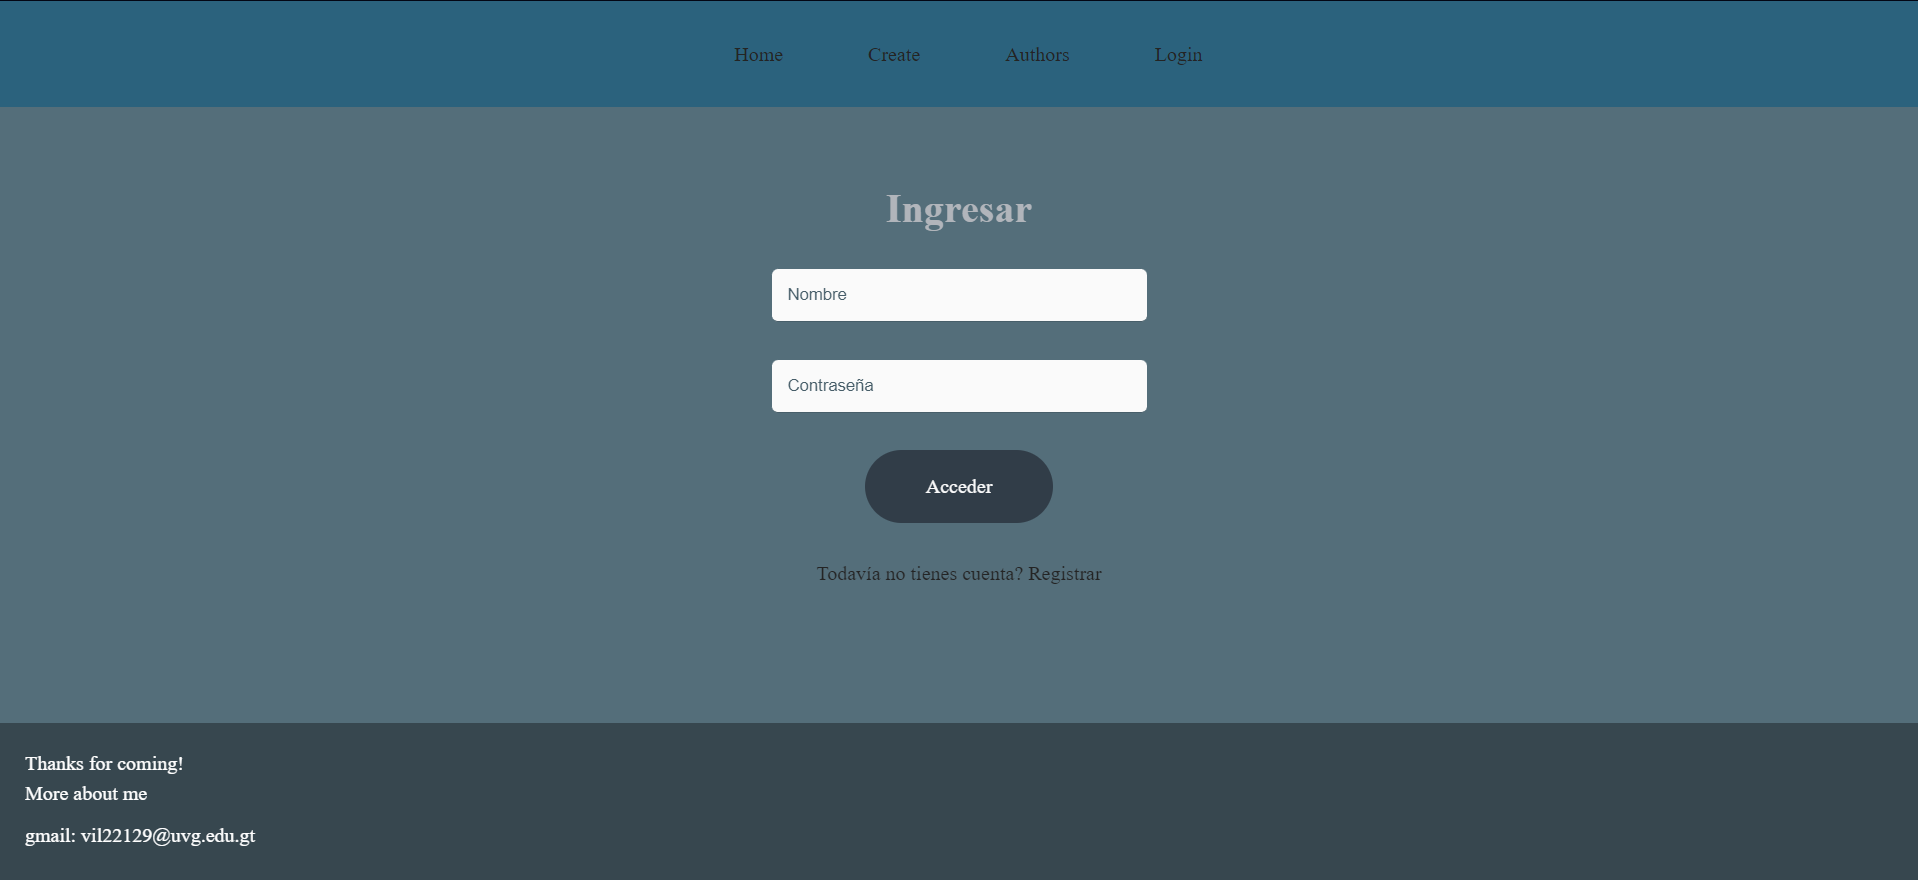 Home Create Authors Login
Ingresar
Nombre
Contraseña
Acceder
Todavía no tienes cuenta? Registrar
Thanks for coming!
More about me
gmail: vil22129@uvg.edu.gt